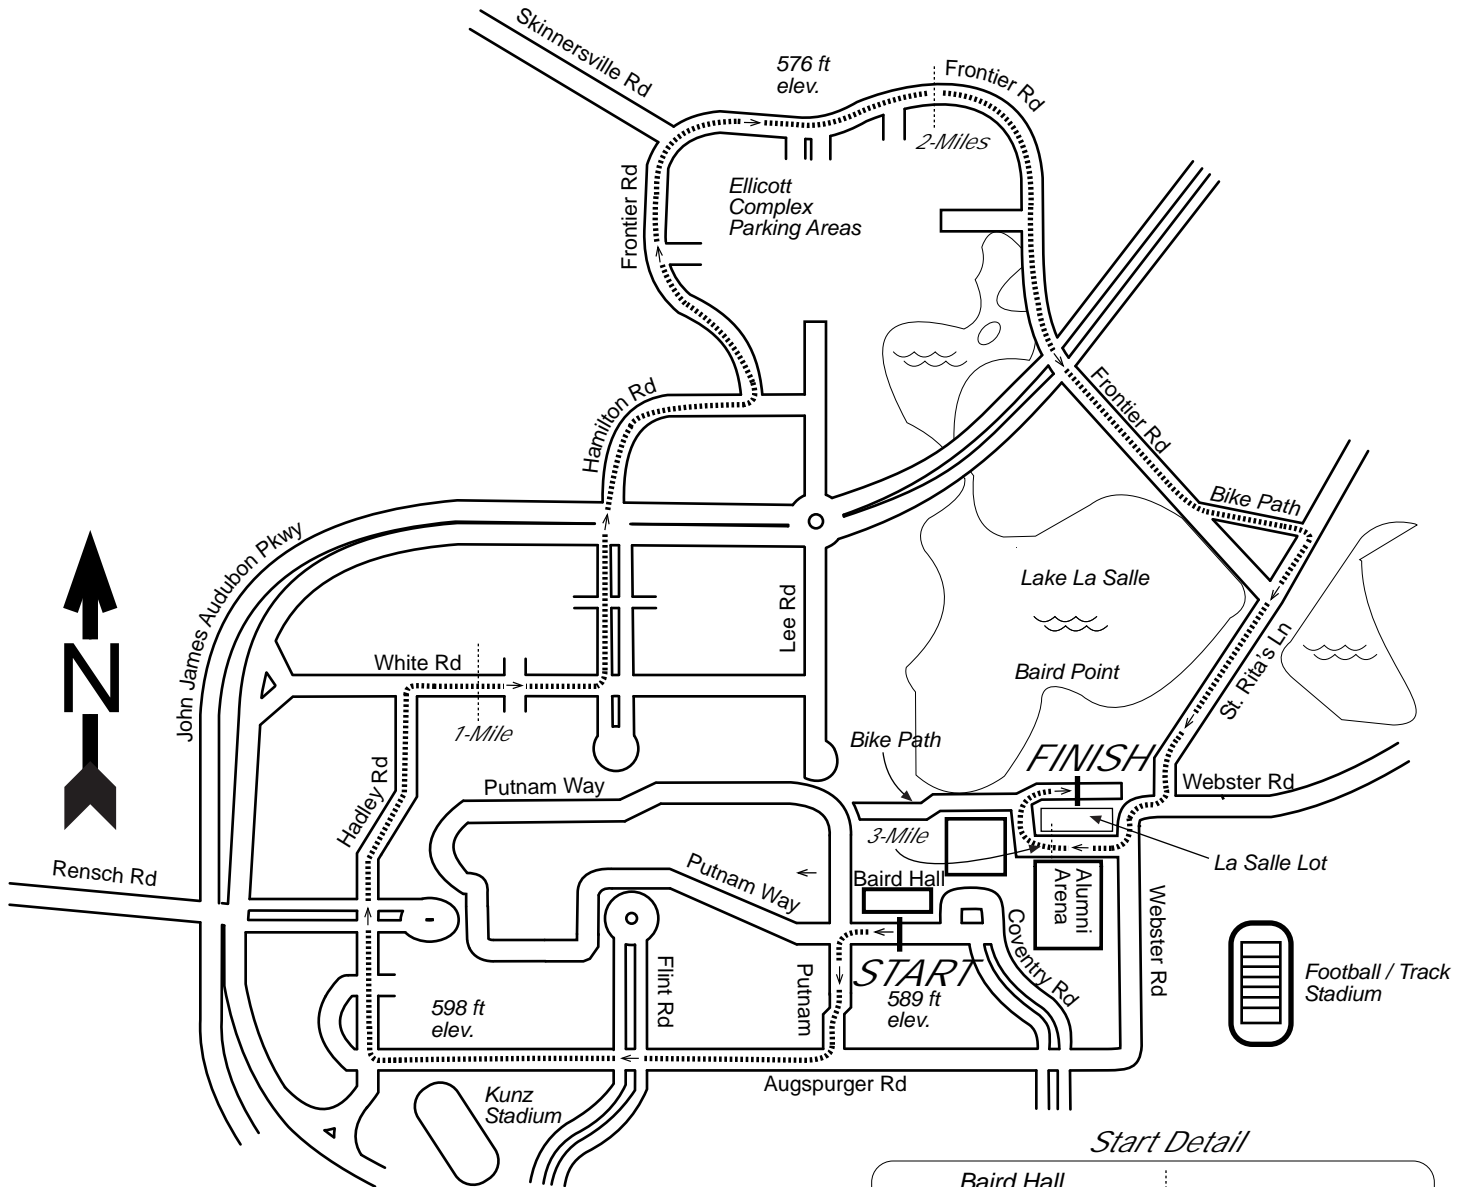 Skinnersville Rd
576 ft
elev.
Frontier Rd
2-Miles
Frontier Rd
Ellicott
Complex
Parking Areas
Hamilton Rd
Frontier Rd
Bike Path
John James Audubon Pkwy
Lee Rd
Lake La Salle
Baird Point
St. Rita's Ln
N
White Rd
1-Mile
Bike Path
FINISH
Webster Rd
Putnam Way
Hadley Rd
3-Mile
La Salle Lot
Rensch Rd
Putnam Way
Baird Hall
Alumni
Arena
Webster Rd
Coventry Rd
START
Flint Rd
Putnam
589 ft
elev.
598 ft
elev.
Football / Track
Stadium
Augspurger Rd
Kunz
Stadium
Start Detail
Baird Hall